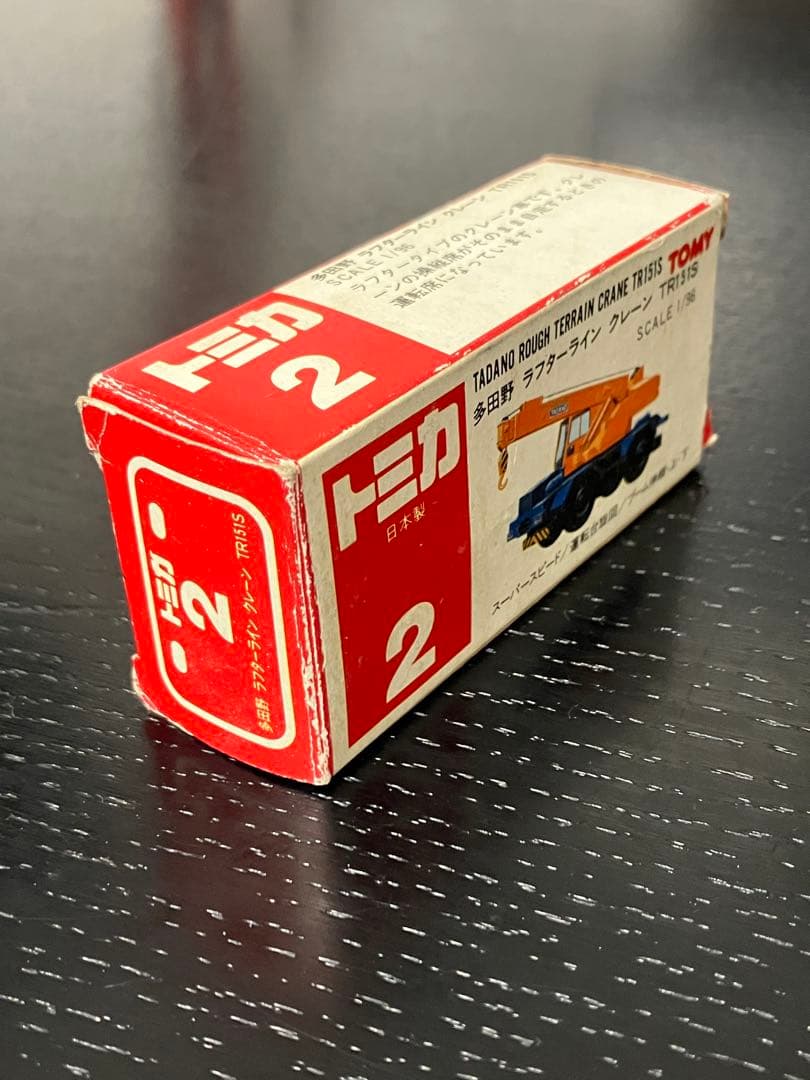 多田野 ラフターライン クレーン TR151S
SCALE 1/96
ラフタータイプのクレーン車です。クレ
ーンの操縦席がそのまま自走するときの
運転席になっています。
トミカ
2
TADANO ROUGH TERRAIN CRANE TR151S
TOMY
多田野 ラフターライン クレーン TR151S
SCALE 1/96
トミカ
日本製
2
TADANO
スーパースピード/運転台旋回/ブーム伸縮・上/下
トミカ
2
多田野 ラフターライン クレーン TR151S